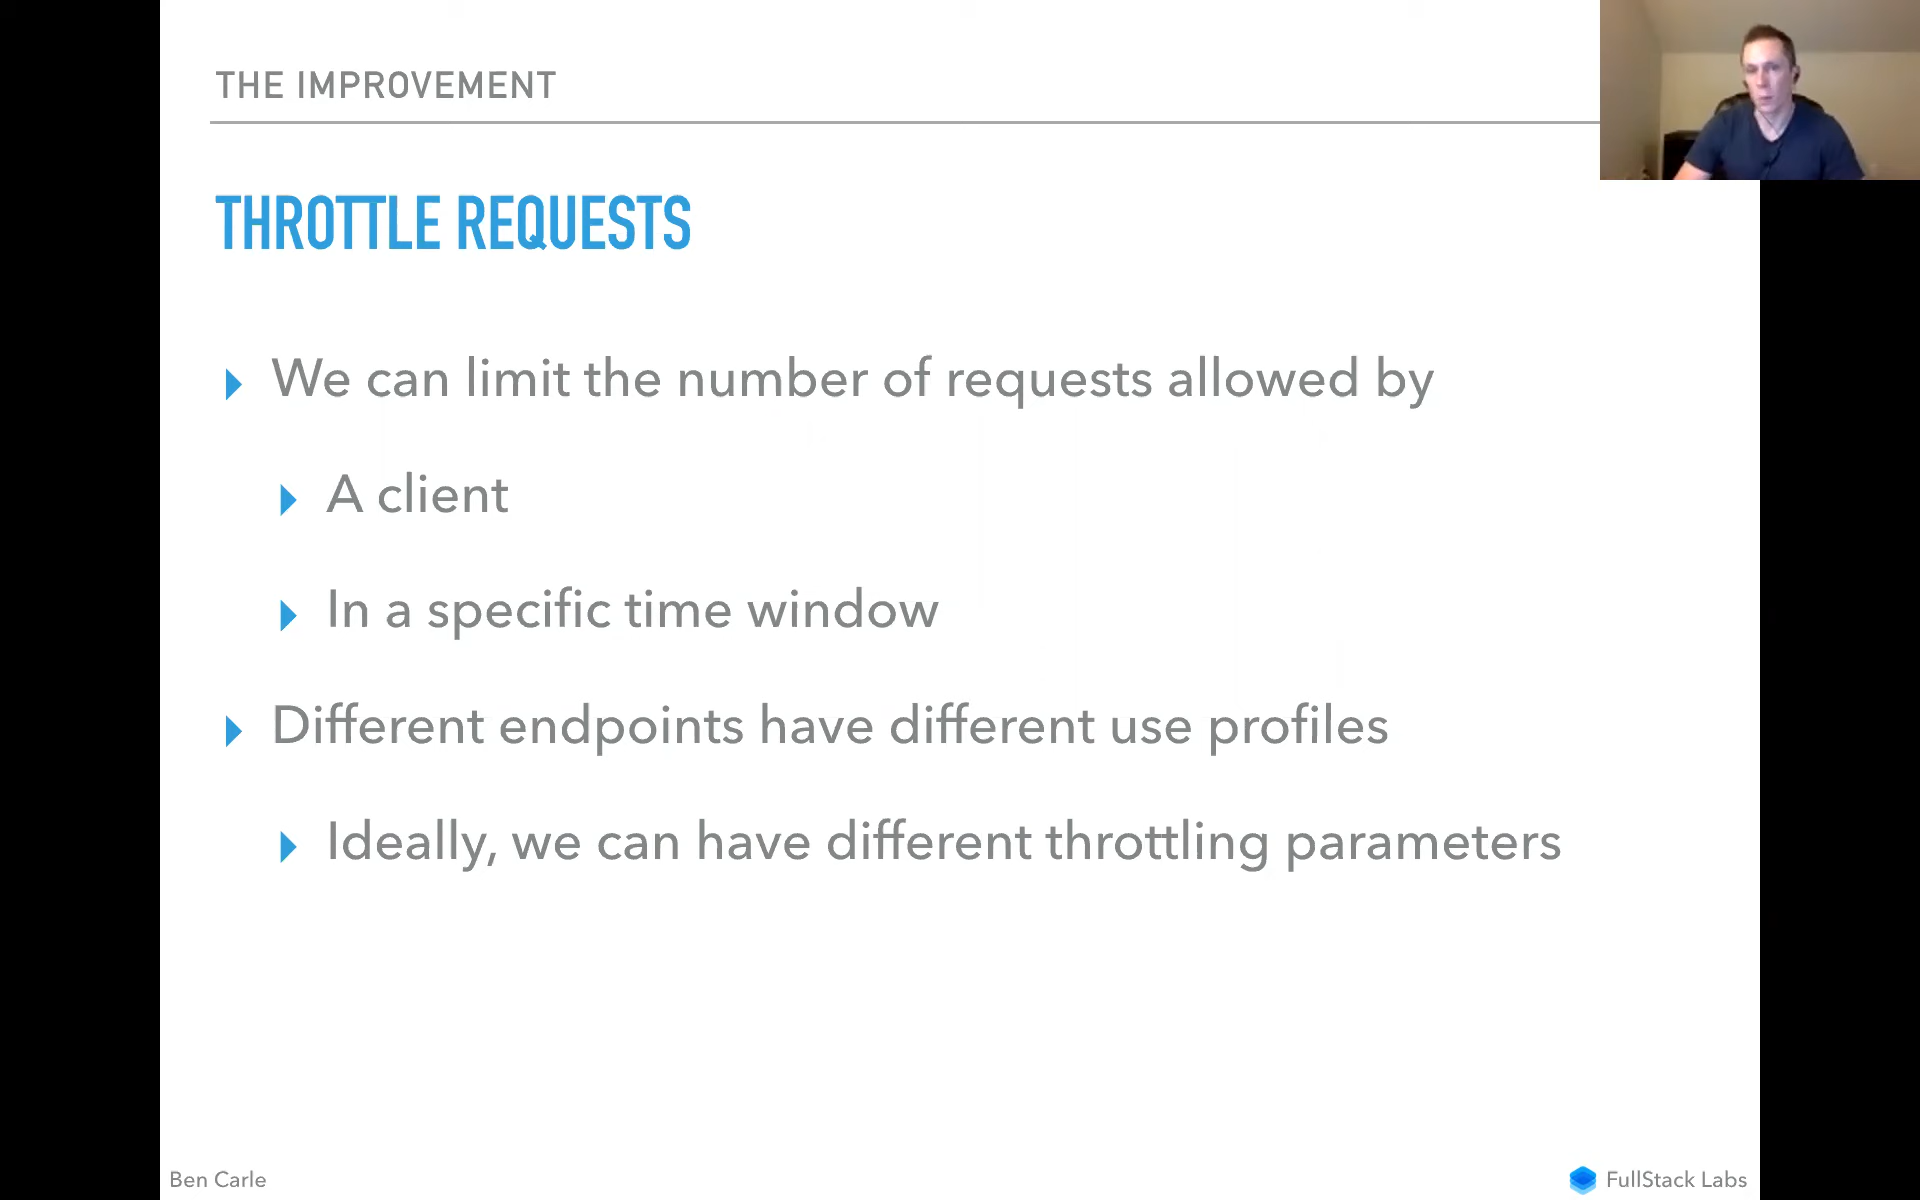 THE IMPROVEMENT
THROTTLE REQUESTS
We can limit the number of requests allowed by
A client
In a specific time window
Different endpoints have different use profiles
Ideally, we can have different throttling parameters
Ben Carle
FullStack Labs